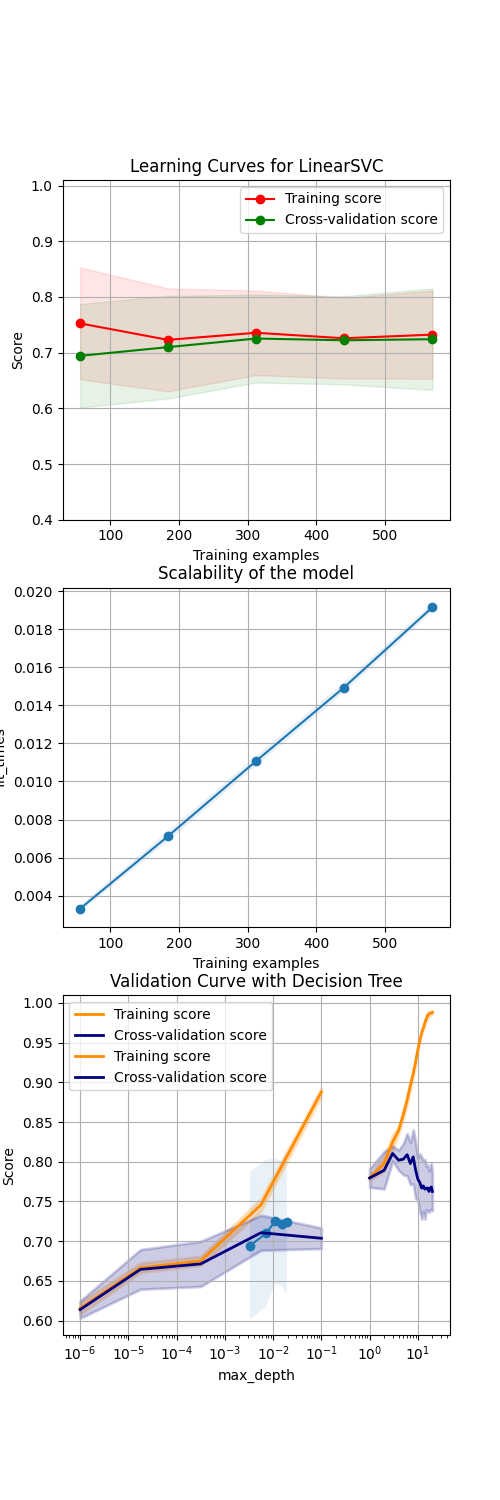 Learning Curves for LinearSVC
1.0
0.9
0.8
0.7
0.6
0.5
0.4
Score
Training score
Cross-validation score
100 200 300 400 500
Training examples
Scalability of the model
0.020
0.018
0.016
0.014
0.012
0.010
0.008
0.006
0.004
fit_times
100 200 300 400 500
Training examples
Validation Curve with Decision Tree
1.00
0.95
0.90
0.85
0.80
0.75
0.70
0.65
0.60
Score
Training score
Cross-validation score
Training score
Cross-validation score
10⁻⁶ 10⁻⁵ 10⁻⁴ 10⁻³ 10⁻² 10⁻¹ 10⁰ 10¹
max_depth